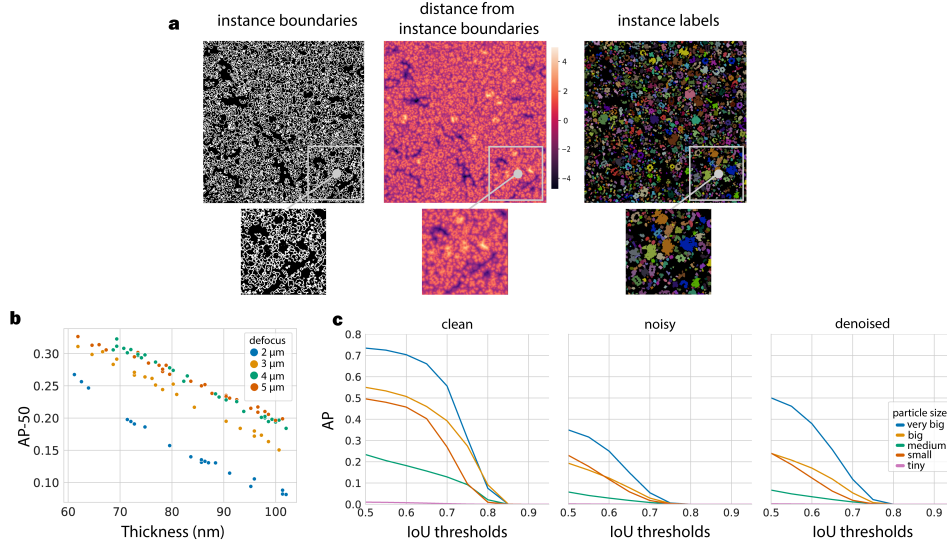 a
instance boundaries
distance from
instance boundaries
instance labels
4
2
0
−2
−4
b
AP-50
0.30
0.25
0.20
0.15
0.10
60
70
80
90
100
Thickness (nm)
defocus
2 μm
3 μm
4 μm
5 μm
c
clean
noisy
denoised
AP
0.8
0.7
0.6
0.5
0.4
0.3
0.2
0.1
0.0
0.5 0.6 0.7 0.8 0.9
0.5 0.6 0.7 0.8 0.9
0.5 0.6 0.7 0.8 0.9
IoU thresholds
IoU thresholds
IoU thresholds
particle size
very big
big
medium
small
tiny